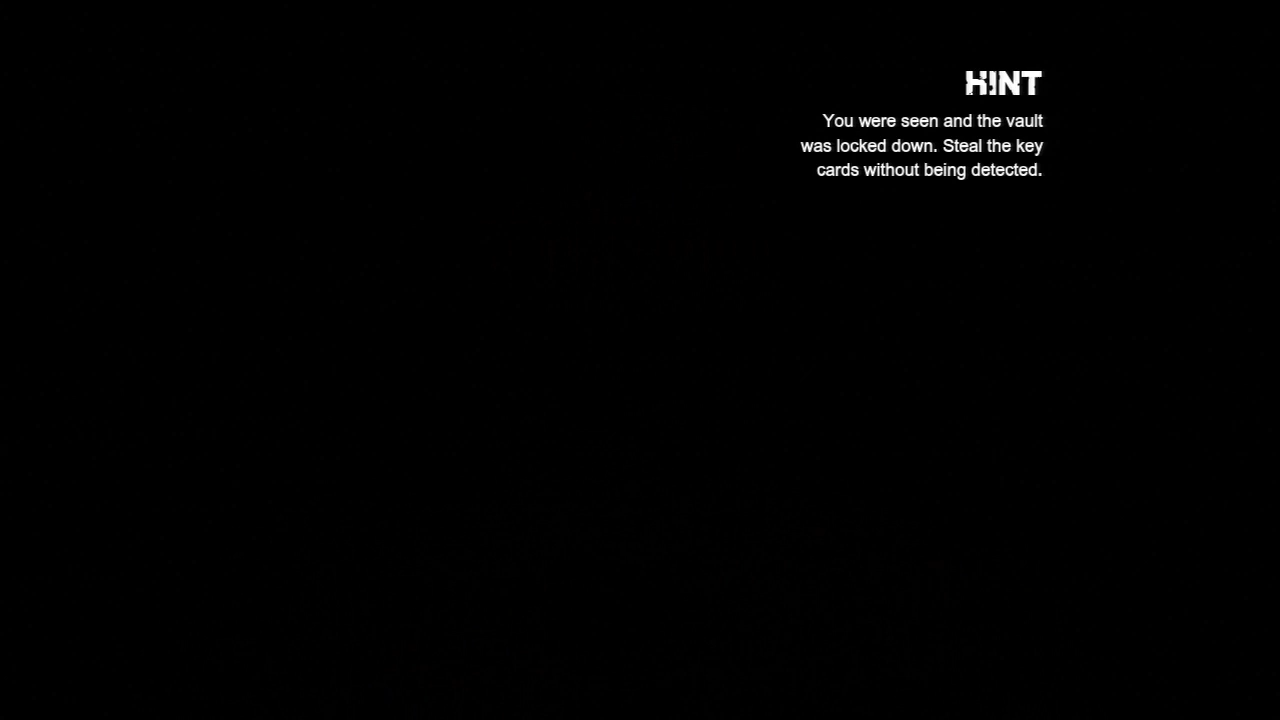 HINT
You were seen and the vault
was locked down. Steal the key
cards without being detected.